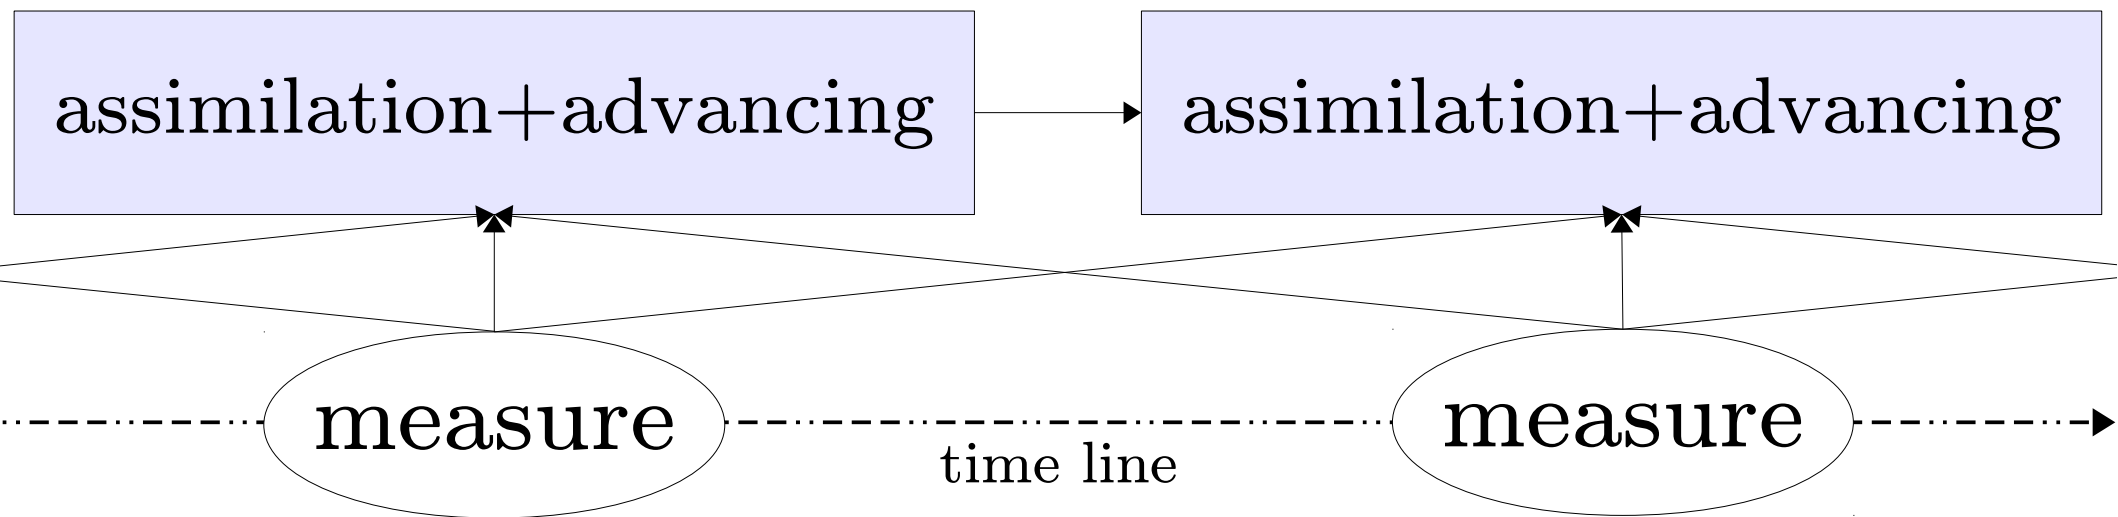 assimilation+advancing
assimilation+advancing
measure
measure
time line